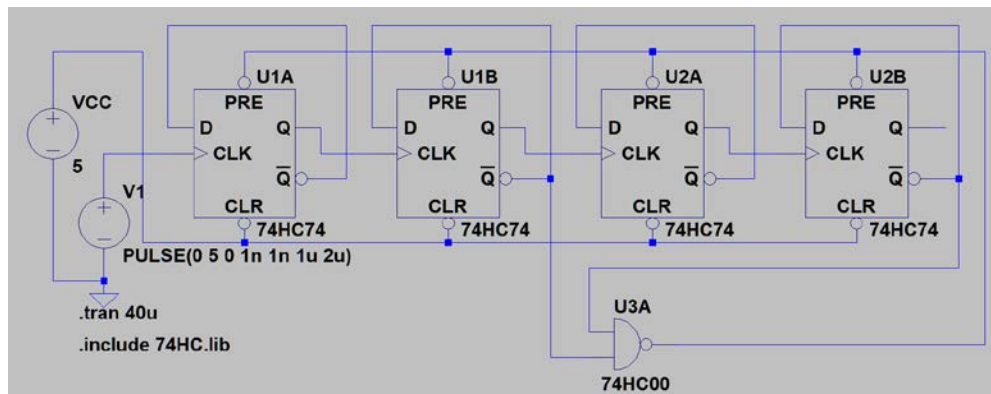 VCC
5
V1
PULSE(0 5 0 1n 1n 1u 2u)
.tran 40u
.include 74HC.lib
U1A
PRE
D Q
CLK
Q
CLR
74HC74
U1B
PRE
D Q
CLK
Q
CLR
74HC74
U2A
PRE
D Q
CLK
Q
CLR
74HC74
U2B
PRE
D Q
CLK
Q
CLR
74HC74
U3A
74HC00